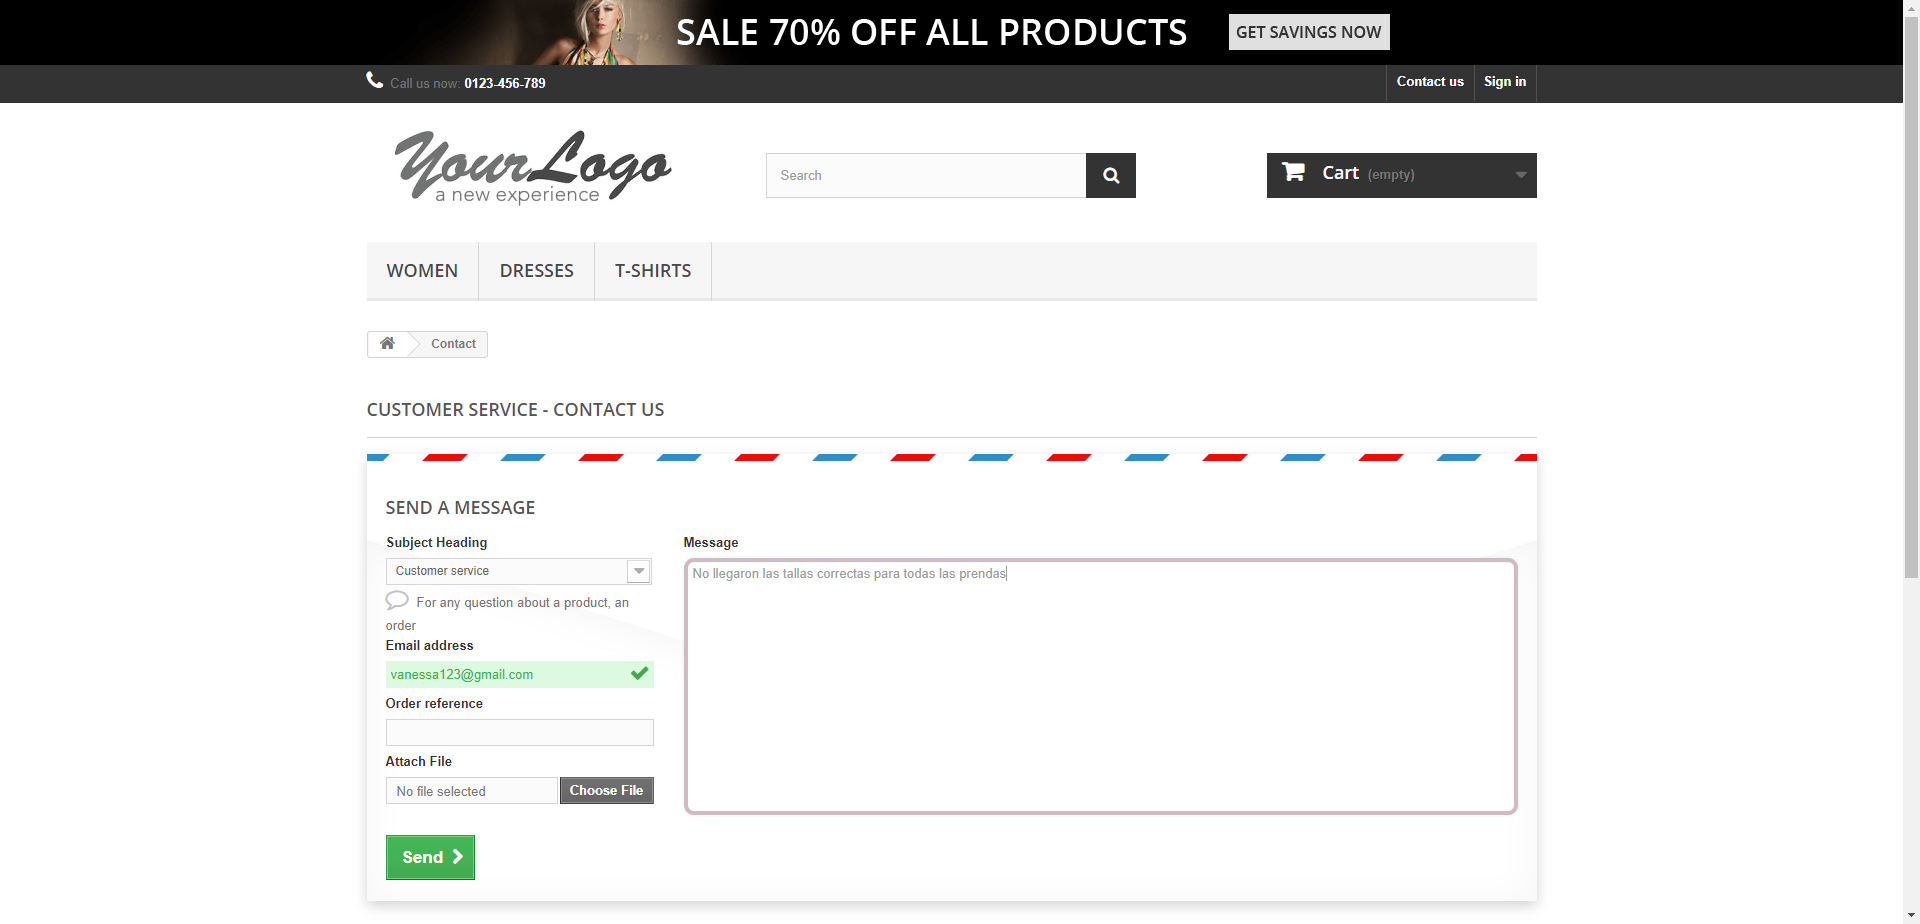 SALE 70% OFF ALL PRODUCTS GET SAVINGS NOW
Call us now: 0123-456-789 Contact us Sign in
YourLogo
a new experience
Search
Cart (empty)
WOMEN DRESSES T-SHIRTS
Contact
CUSTOMER SERVICE - CONTACT US
SEND A MESSAGE
Subject Heading
Customer service
For any question about a product, an
order
Email address
vanessa123@gmail.com
Order reference
Attach File
No file selected Choose File
Send
Message
No llegaron las tallas correctas para todas las prendas